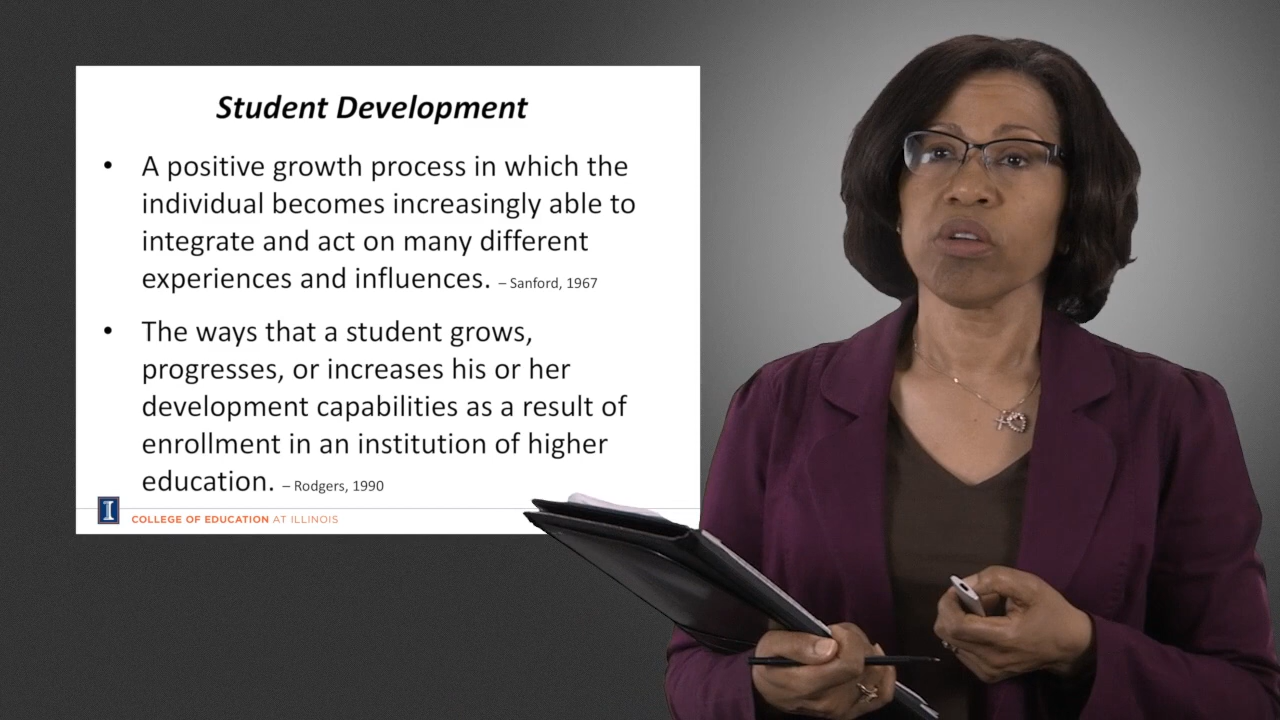 Student Development
• A positive growth process in which the
individual becomes increasingly able to
integrate and act on many different
experiences and influences. – Sanford, 1967
• The ways that a student grows,
progresses, or increases his or her
development capabilities as a result of
enrollment in an institution of higher
education. – Rodgers, 1990
I
COLLEGE OF EDUCATION AT ILLINOIS